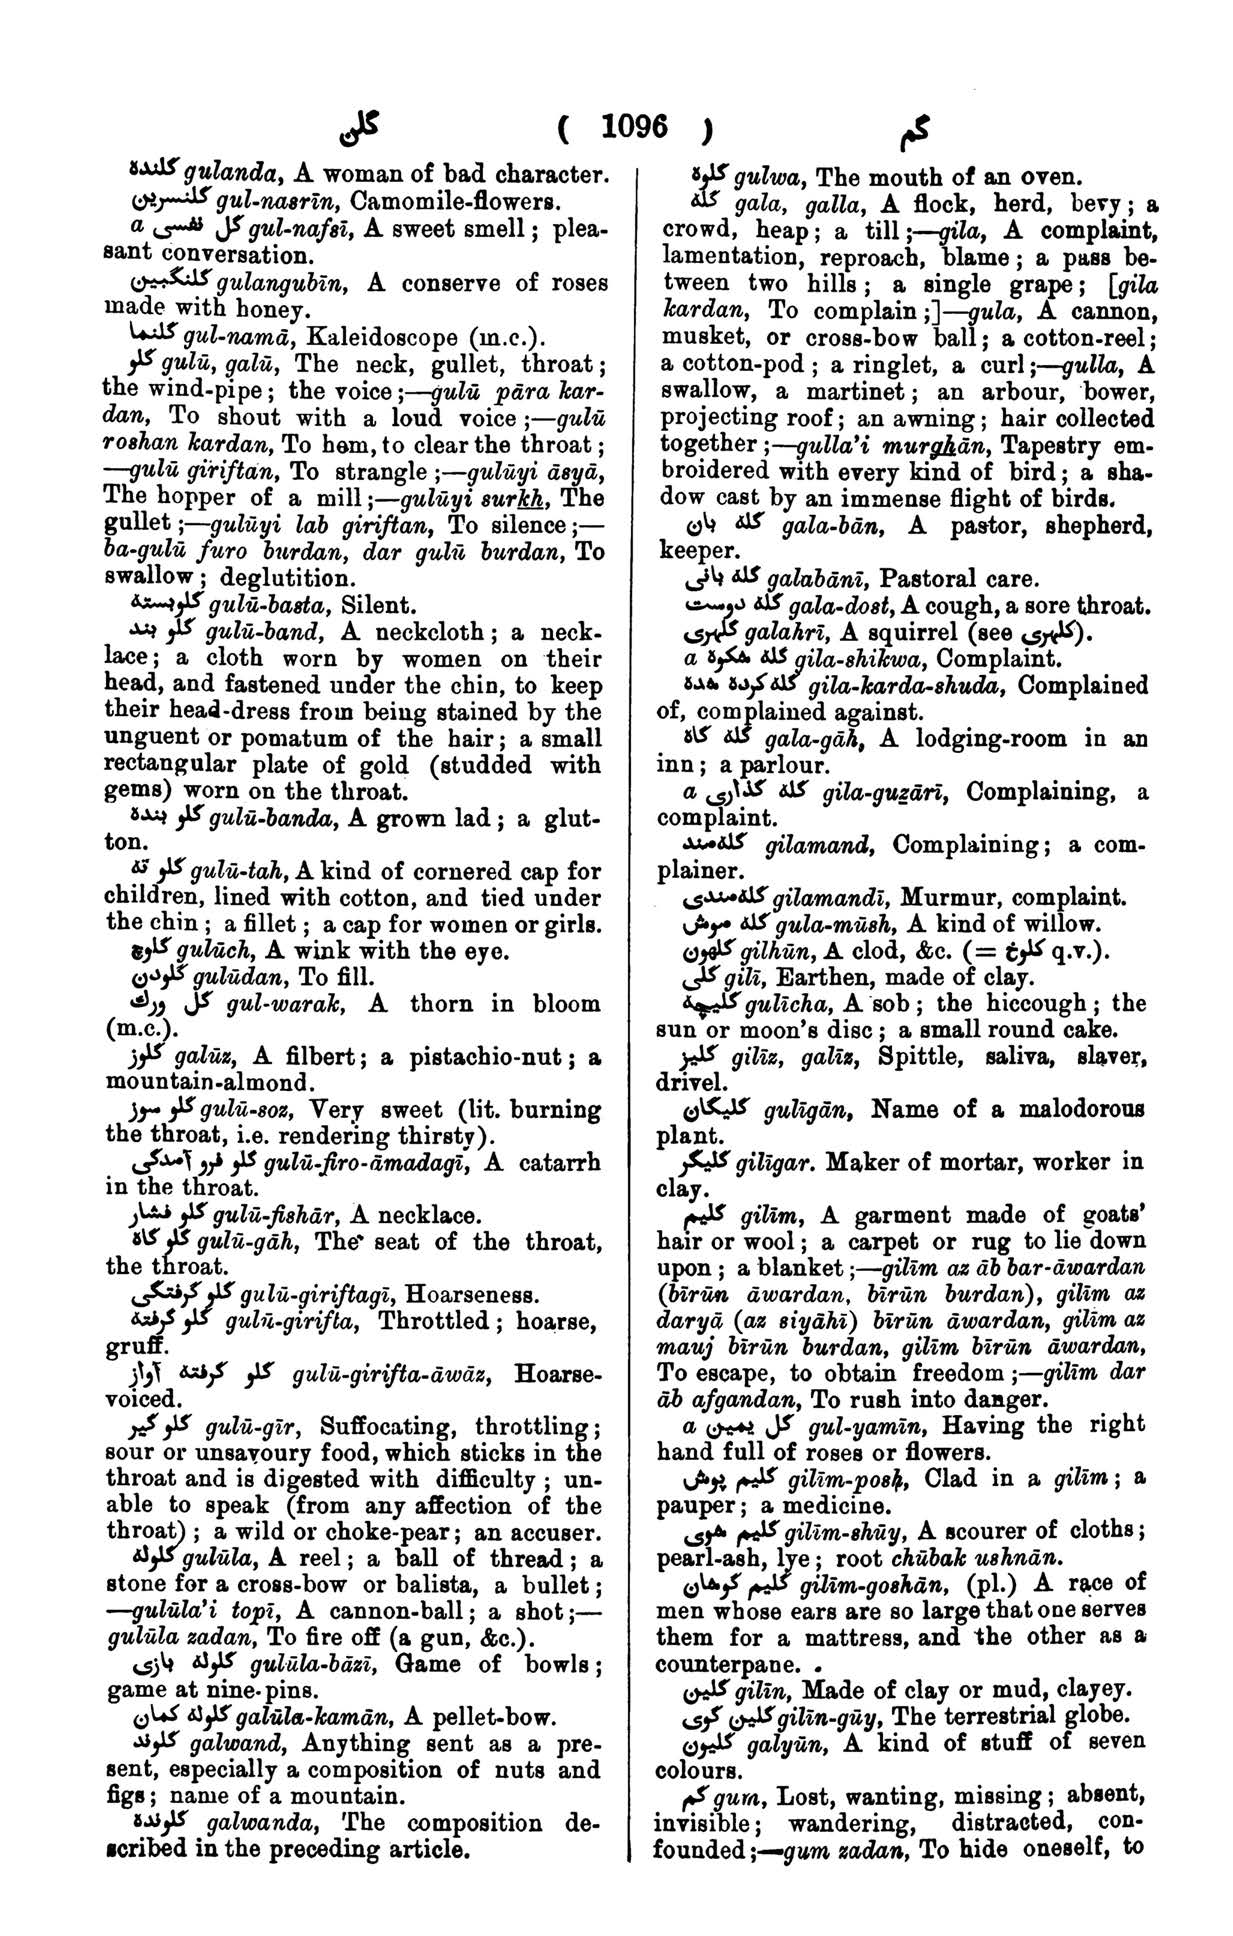 گلن ( 1096 ) گم
گلنده gulanda, A woman of bad character.
گلنسرین gul-nasrīn, Camomile-flowers.
a گل نفسی gul-nafsī, A sweet smell; plea-
sant conversation.
گلنگبین gulangubīn, A conserve of roses
made with honey.
گلنما gul-namā, Kaleidoscope (m.c.).
گلو gulū, galū, The neck, gullet, throat;
the wind-pipe; the voice;—gulū pāra kar-
dan, To shout with a loud voice;—gulū
roshan kardan, To hem, to clear the throat;
—gulū giriftan, To strangle;—gulūyi āsyā,
The hopper of a mill;—gulūyi surkh, The
gullet;—gulūyi lab giriftan, To silence;—
ba-gulū furo burdan, dar gulū burdan, To
swallow; deglutition.
گلوبسته gulū-basta, Silent.
گلو بند gulū-band, A neckcloth; a neck-
lace; a cloth worn by women on their
head, and fastened under the chin, to keep
their head-dress from being stained by the
unguent or pomatum of the hair; a small
rectangular plate of gold (studded with
gems) worn on the throat.
گلو بنده gulū-banda, A grown lad; a glut-
ton.
گلو ته gulū-tah, A kind of cornered cap for
children, lined with cotton, and tied under
the chin; a fillet; a cap for women or girls.
گلوچ gulūch, A wink with the eye.
گلودن gulūdan, To fill.
گل ورك gul-warak, A thorn in bloom
(m.c.).
گلوز galūz, A filbert; a pistachio-nut; a
mountain-almond.
گلو سوز gulū-soz, Very sweet (lit. burning
the throat, i.e. rendering thirsty).
گلو فرو آمدگی gulū-firo-āmadagī, A catarrh
in the throat.
گلو فشار gulū-fishār, A necklace.
گلو گاه gulū-gāh, The seat of the throat,
the throat.
گلو گرفتگی gulū-giriftagī, Hoarseness.
گلو گرفته gulū-girifta, Throttled; hoarse,
gruff.
گلو گرفته آواز gulū-girifta-āwāz, Hoarse-
voiced.
گلو گیر gulū-gīr, Suffocating, throttling;
sour or unsavoury food, which sticks in the
throat and is digested with difficulty; un-
able to speak (from any affection of the
throat); a wild or choke-pear; an accuser.
گلوله gulūla, A reel; a ball of thread; a
stone for a cross-bow or balista, a bullet;
—gulūla'i topī, A cannon-ball; a shot;—
gulūla zadan, To fire off (a gun, &c.).
گلوله بازی gulūla-bāzī, Game of bowls;
game at nine-pins.
گلوله کمان galūla-kamān, A pellet-bow.
گلوند galwand, Anything sent as a pre-
sent, especially a composition of nuts and
figs; name of a mountain.
گلونده galwanda, The composition de-
scribed in the preceding article.
گلوه gulwa, The mouth of an oven.
گله gala, galla, A flock, herd, bevy; a
crowd, heap; a till;—gila, A complaint,
lamentation, reproach, blame; a pass be-
tween two hills; a single grape; [gila
kardan, To complain;]—gula, A cannon,
musket, or cross-bow ball; a cotton-reel;
a cotton-pod; a ringlet, a curl;—gulla, A
swallow, a martinet; an arbour, bower,
projecting roof; an awning; hair collected
together;—gulla'i murghān, Tapestry em-
broidered with every kind of bird; a sha-
dow cast by an immense flight of birds.
گله بان gala-bān, A pastor, shepherd,
keeper.
گله بانی galabānī, Pastoral care.
گله دوست gala-dost, A cough, a sore throat.
گلهری galahrī, A squirrel (see کلهری).
a گله شکوه gila-shikwa, Complaint.
گله کرده شده gila-karda-shuda, Complained
of, complained against.
گله گاه gala-gāh, A lodging-room in an
inn; a parlour.
a گله گذاری gila-guzārī, Complaining, a
complaint.
گله‌مند gilamand, Complaining; a com-
plainer.
گله‌مندی gilamandī, Murmur, complaint.
گله موش gula-mūsh, A kind of willow.
گلهون gilhūn, A clod, &c. (= کلوخ q.v.).
گلی gilī, Earthen, made of clay.
گلیچه gulīcha, A sob; the hiccough; the
sun or moon's disc; a small round cake.
گلیز gilīz, galīz, Spittle, saliva, slaver,
drivel.
گلیگان gulīgān, Name of a malodorous
plant.
گلیگر gilīgar. Maker of mortar, worker in
clay.
گلیم gilīm, A garment made of goats'
hair or wool; a carpet or rug to lie down
upon; a blanket;—gilīm az āb bar-āwardan
(bīrūn āwardan, bīrūn burdan), gilīm az
daryā (az siyāhī) bīrūn āwardan, gilīm az
mauj bīrūn burdan, gilīm bīrūn āwardan,
To escape, to obtain freedom;—gilīm dar
āb afgandan, To rush into danger.
a گل یمین gul-yamīn, Having the right
hand full of roses or flowers.
گلیم پوش gilīm-posh, Clad in a gilīm; a
pauper; a medicine.
گلیم شوی gilīm-shūy, A scourer of cloths;
pearl-ash, lye; root chūbak ushnān.
گلیم گوشان gilīm-goshān, (pl.) A race of
men whose ears are so large that one serves
them for a mattress, and the other as a
counterpane.
گلین gilīn, Made of clay or mud, clayey.
گلین گوی gilīn-gūy, The terrestrial globe.
گلیون galyūn, A kind of stuff of seven
colours.
گم gum, Lost, wanting, missing; absent,
invisible; wandering, distracted, con-
founded;—gum zadan, To hide oneself, to